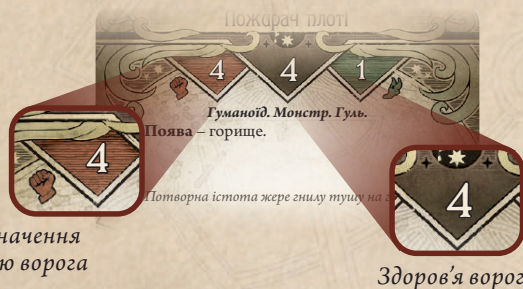 Пожирач плоті
4 4 1
Гуманоїд. Монстр. Гуль.
Поява – горище.
4
4
Потворна істота жере гнилу тушу на
начення
ю ворога
Здоров'я ворог